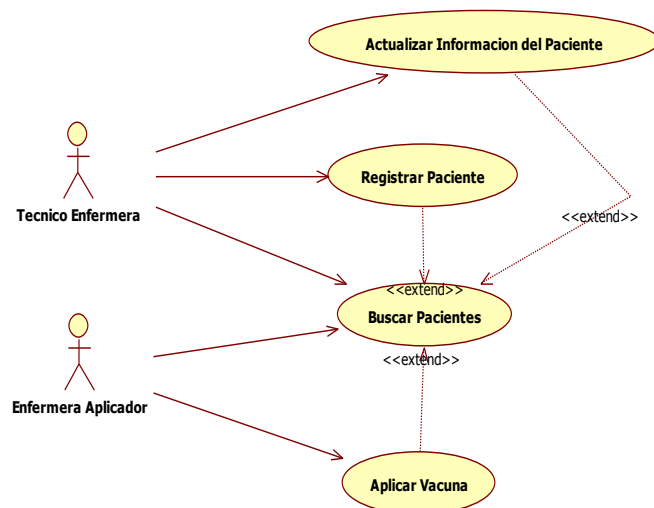 Actualizar Informacion del Paciente
Registrar Paciente
Tecnico Enfermera
<<extend>>
<<extend>>
Buscar Pacientes
<<extend>>
Enfermera Aplicador
Aplicar Vacuna